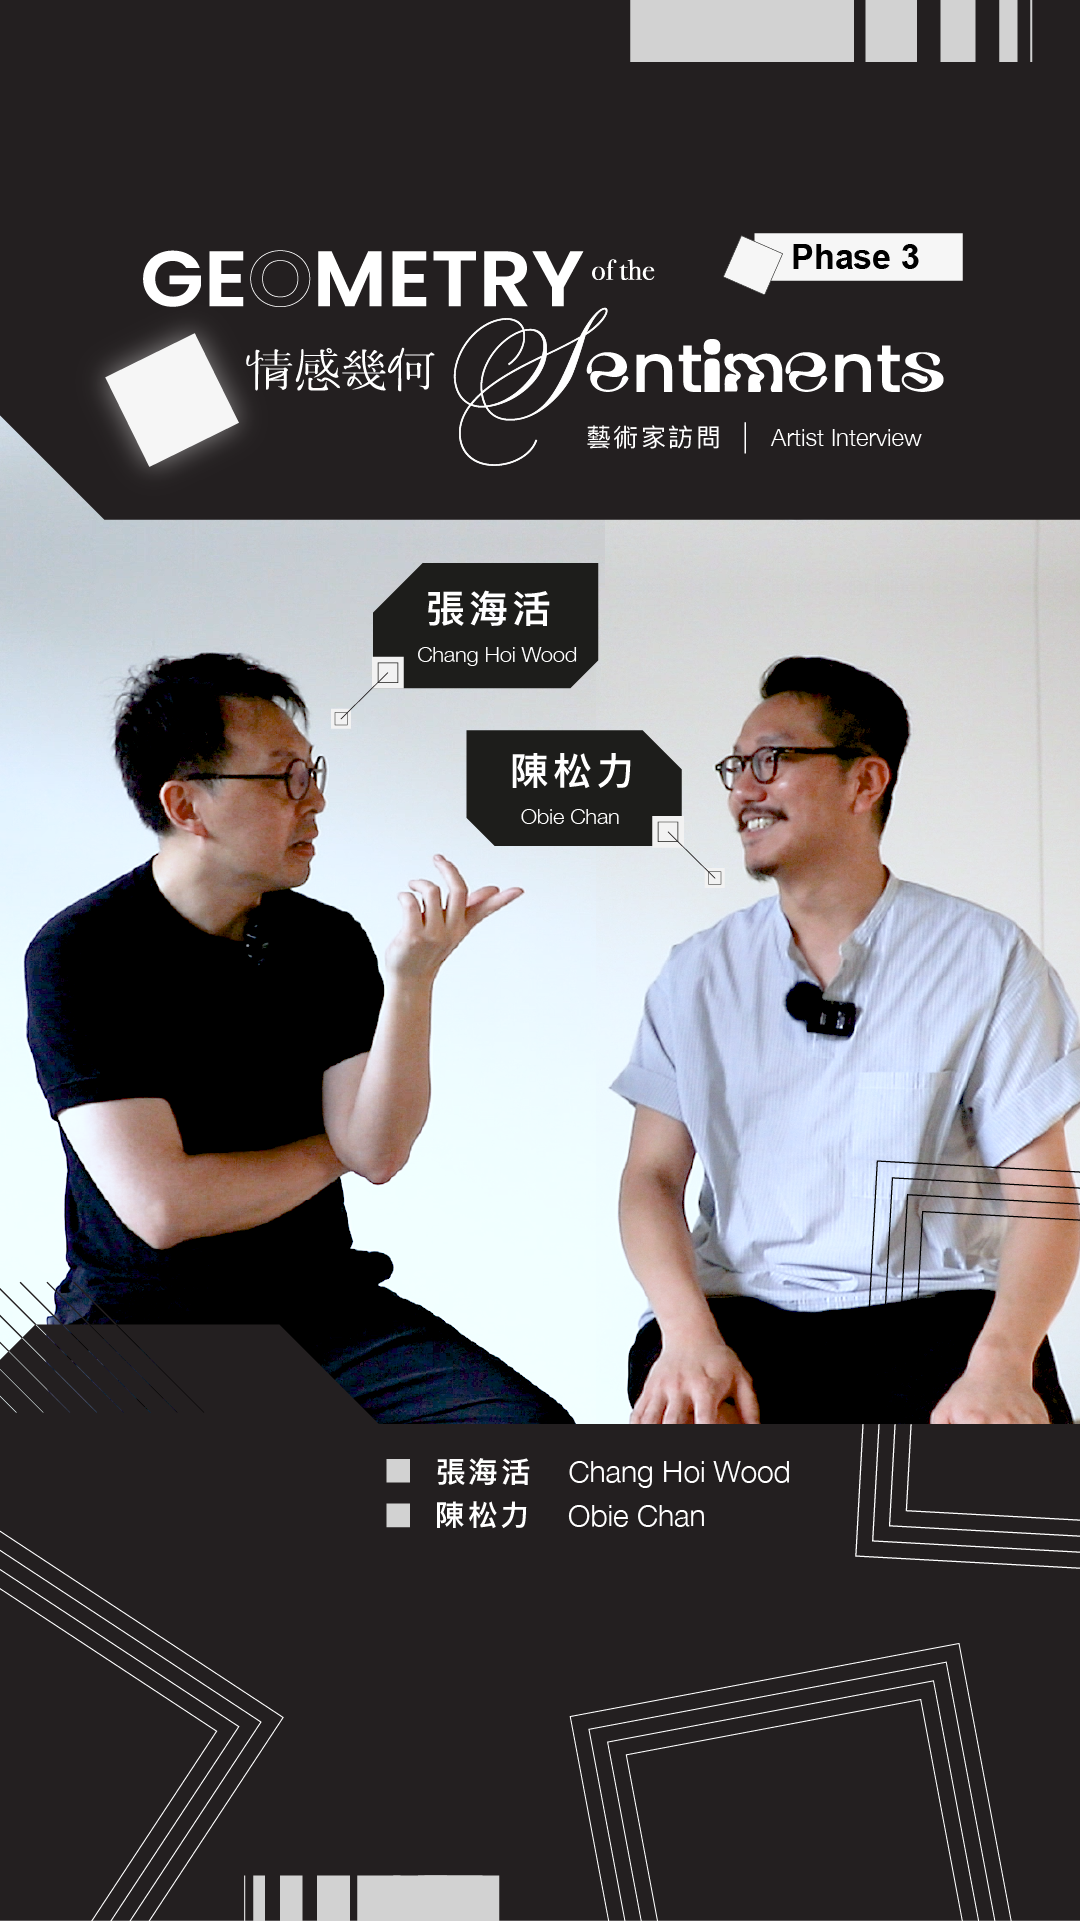 GEOMETRY of the
Phase 3
情感幾何 Sentiments
藝術家訪問 | Artist Interview
張海活
Chang Hoi Wood
陳松力
Obie Chan
張海活 Chang Hoi Wood
陳松力 Obie Chan